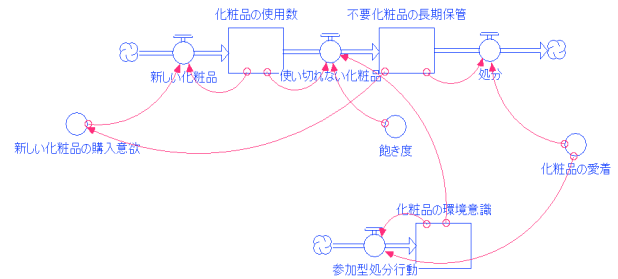 化粧品の使用数
不要化粧品の長期保管
新しい化粧品
使い切れない化粧品
処分
新しい化粧品の購入意欲
飽き度
化粧品の愛着
化粧品の環境意識
参加型処分行動